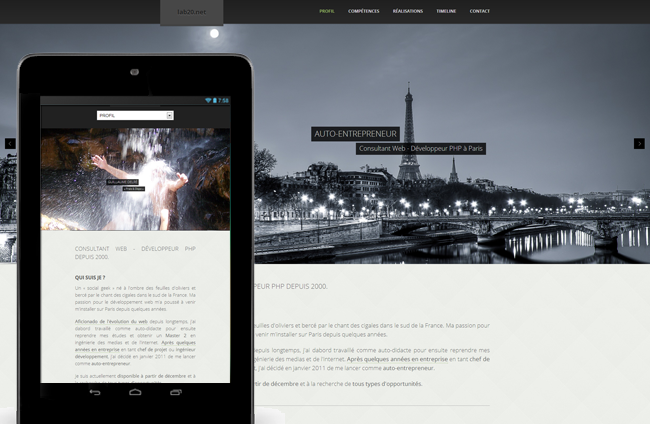 PROFIL COMPÉTENCES RÉALISATIONS TIMELINE CONTACT
AUTO-ENTREPRENEUR
Consultant Web - Développeur PHP à Paris
7:58
PROFIL
CONSULTANT WEB - DÉVELOPPEUR PHP
DEPUIS 2000.
QUI SUIS JE ?
Un « social geek » né à l'ombre des feuilles d'oliviers et
bercé par le chant des cigales dans le sud de la France. Ma
passion pour le développement web m'a poussé à venir
m'installer sur Paris depuis quelques années.
Aficionado de l'évolution du web depuis longtemps, j'ai
dabord travaillé comme auto-didacte pour ensuite
reprendre mes études et obtenir un Master 2 en
Ingénierie des medias et de l'Internet. Après quelques
années en entreprise en tant chef de projet ou ingénieur
développement, j'ai décidé en janvier 2011 de me lancer
comme auto-entrepreneur.
Je suis actuellement disponible à partir de décembre et à
PEUR PHP DEPUIS 2000.
euilles d'oliviers et bercé par le chant des cigales dans le sud de la France. Ma passion pour
venir m'installer sur Paris depuis quelques années.
depuis longtemps, j'ai dabord travaillé comme auto-didacte pour ensuite reprendre mes
énierie des medias et de l'Internet. Après quelques années en entreprise en tant chef de
t, j'ai décidé en janvier 2011 de me lancer comme auto-entrepreneur.
rtir de décembre et à la recherche de tous types d'opportunités.